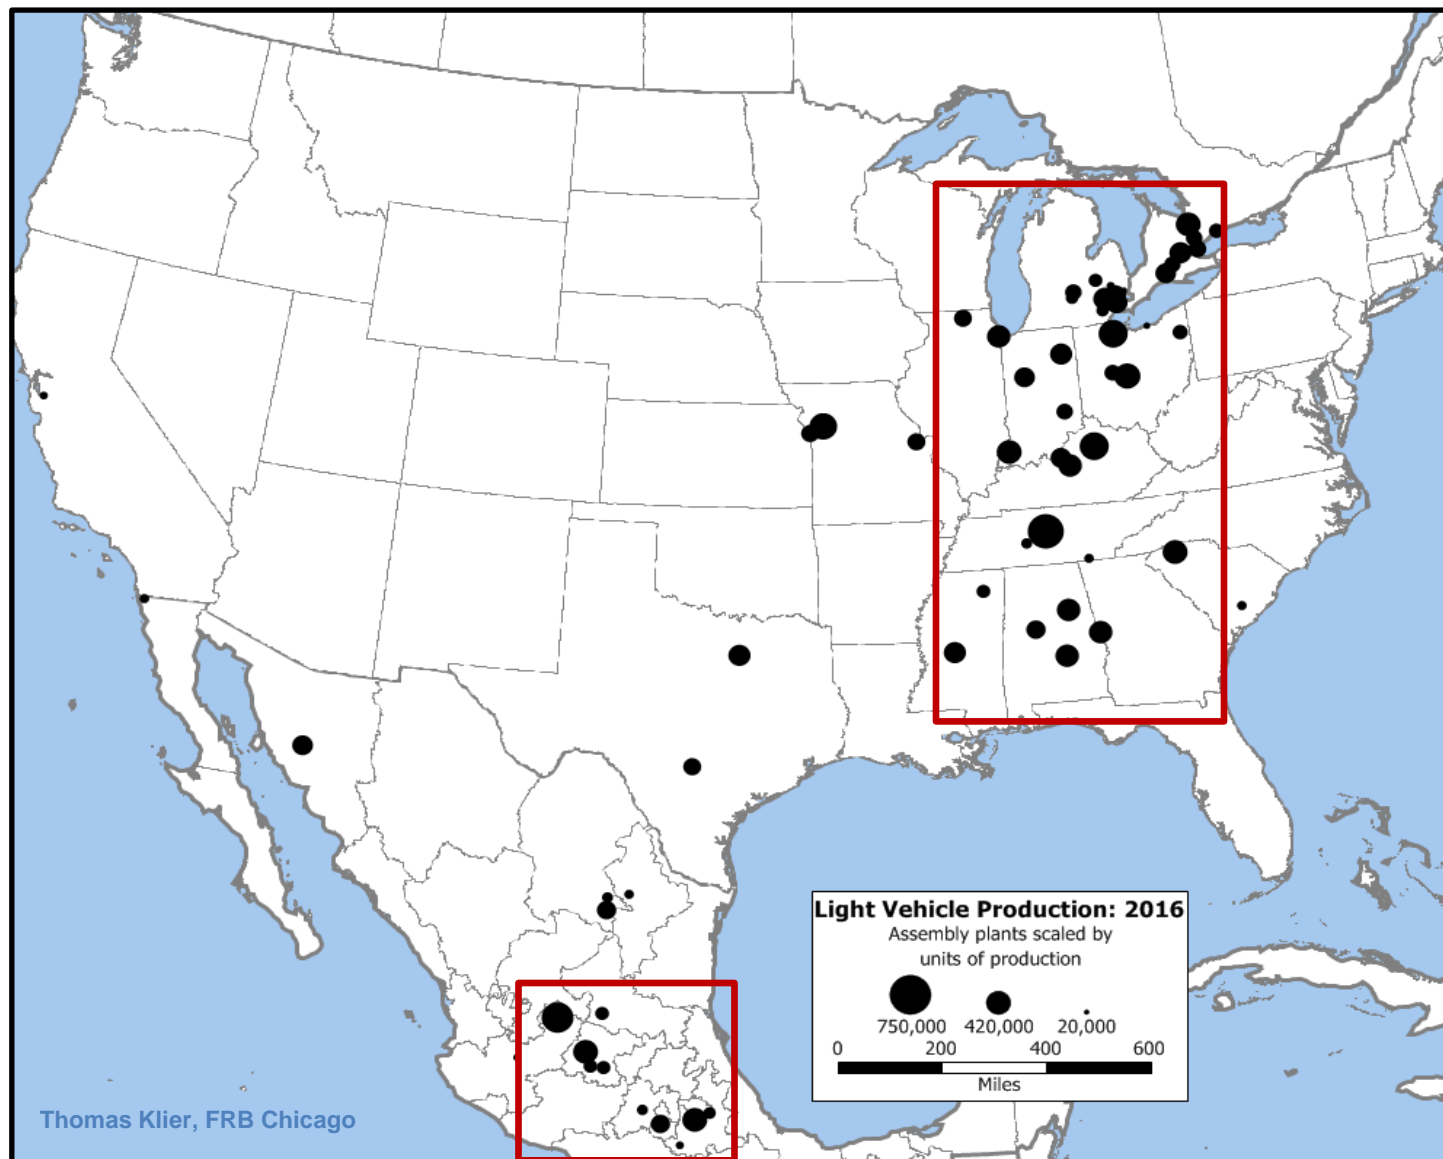 Light Vehicle Production: 2016
Assembly plants scaled by
units of production
750,000 420,000 20,000
0 200 400 600
Miles
Thomas Klier, FRB Chicago